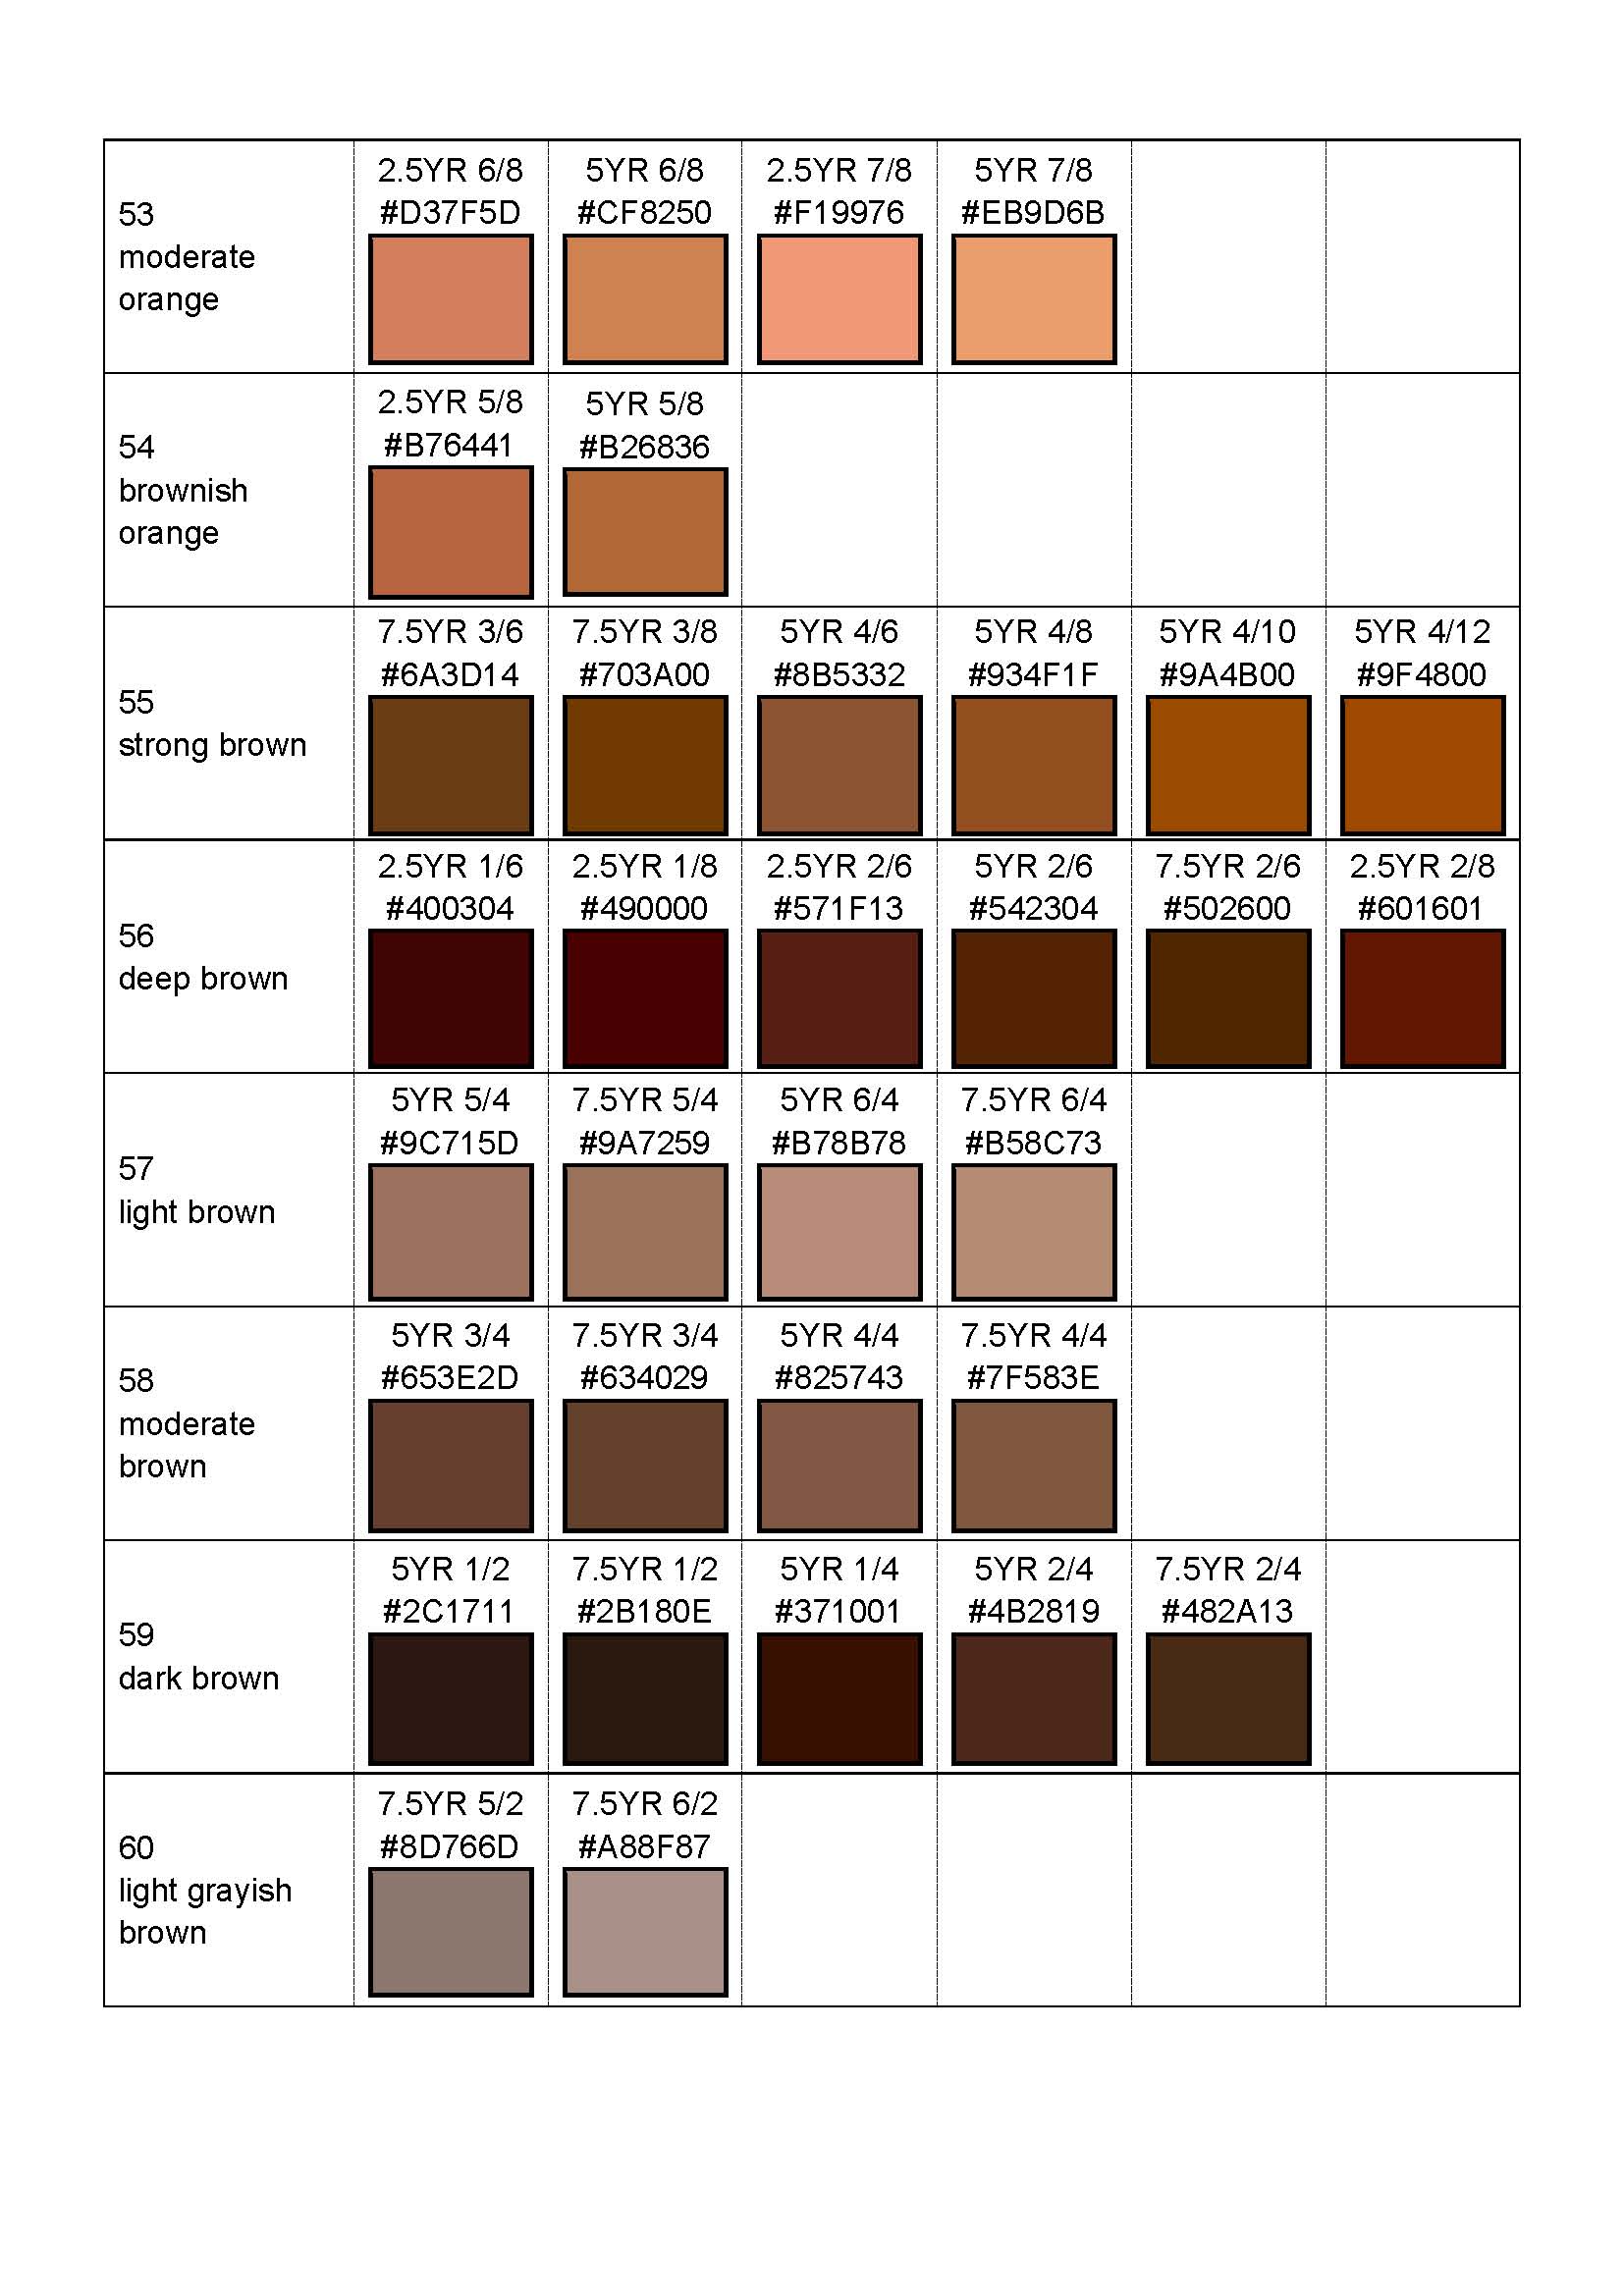 53
moderate
orange
2.5YR 6/8
#D37F5D
5YR 6/8
#CF8250
2.5YR 7/8
#F19976
5YR 7/8
#EB9D6B
54
brownish
orange
2.5YR 5/8
#B76441
5YR 5/8
#B26836
55
strong brown
7.5YR 3/6
#6A3D14
7.5YR 3/8
#703A00
5YR 4/6
#8B5332
5YR 4/8
#934F1F
5YR 4/10
#9A4B00
5YR 4/12
#9F4800
56
deep brown
2.5YR 1/6
#400304
2.5YR 1/8
#490000
2.5YR 2/6
#571F13
5YR 2/6
#542304
7.5YR 2/6
#502600
2.5YR 2/8
#601601
57
light brown
5YR 5/4
#9C715D
7.5YR 5/4
#9A7259
5YR 6/4
#B78B78
7.5YR 6/4
#B58C73
58
moderate
brown
5YR 3/4
#653E2D
7.5YR 3/4
#634029
5YR 4/4
#825743
7.5YR 4/4
#7F583E
59
dark brown
5YR 1/2
#2C1711
7.5YR 1/2
#2B180E
5YR 1/4
#371001
5YR 2/4
#4B2819
7.5YR 2/4
#482A13
60
light grayish
brown
7.5YR 5/2
#8D766D
7.5YR 6/2
#A88F87